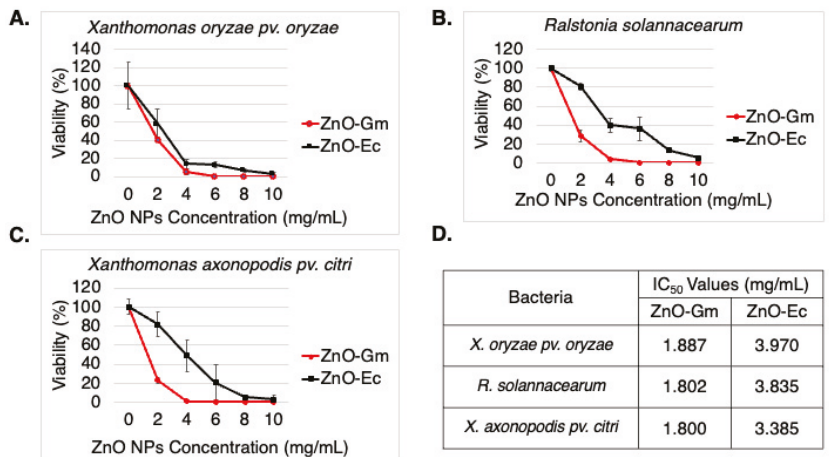 A.
Xanthomonas oryzae pv. oryzae
140
120
100
80
60
40
20
0
Viability (%)
0 2 4 6 8 10
ZnO NPs Concentration (mg/mL)
ZnO-Gm
ZnO-Ec
B.
Ralstonia solannacearum
120
100
80
60
40
20
0
Viability (%)
0 2 4 6 8 10
ZnO NPs Concentration (mg/mL)
ZnO-Gm
ZnO-Ec
C.
Xanthomonas axonopodis pv. citri
120
100
80
60
40
20
0
Viability (%)
0 2 4 6 8 10
ZnO NPs Concentration (mg/mL)
ZnO-Gm
ZnO-Ec
D.
Bacteria IC50 Values (mg/mL)
ZnO-Gm ZnO-Ec
X. oryzae pv. oryzae 1.887 3.970
R. solannacearum 1.802 3.835
X. axonopodis pv. citri 1.800 3.385